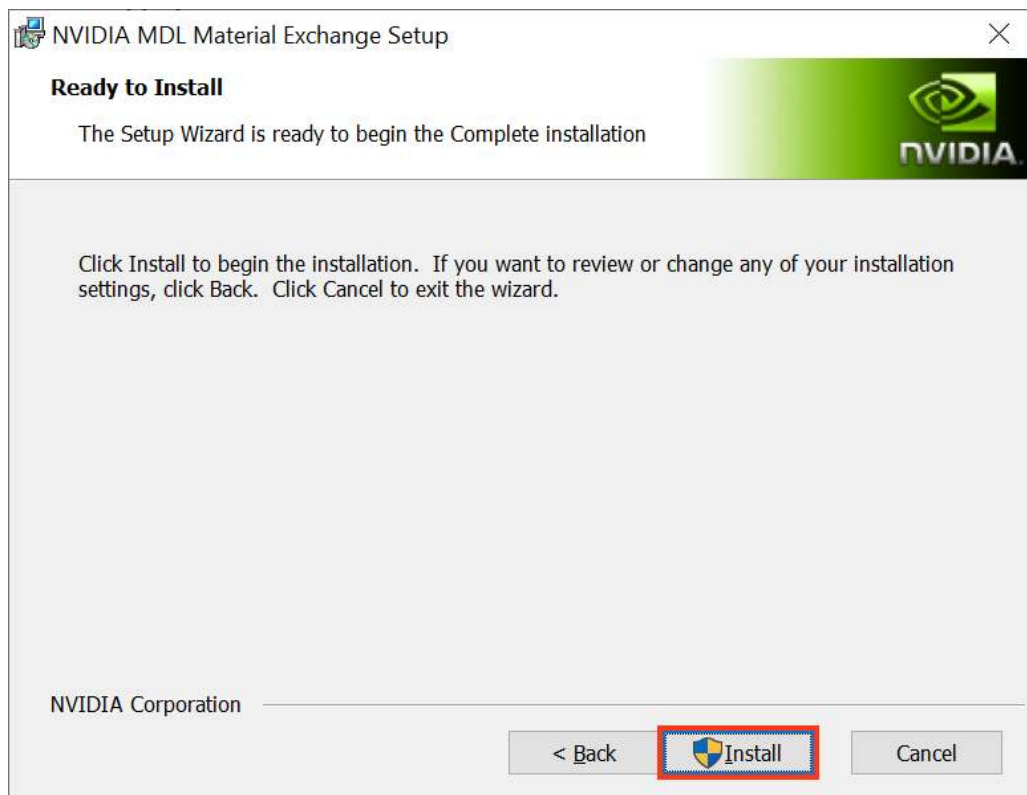 NVIDIA MDL Material Exchange Setup
Ready to Install
The Setup Wizard is ready to begin the Complete installation
NVIDIA.
Click Install to begin the installation.  If you want to review or change any of your installation
settings, click Back.  Click Cancel to exit the wizard.
NVIDIA Corporation
< Back
Install
Cancel